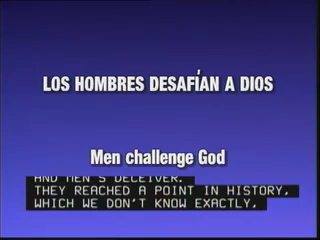 LOS HOMBRES DESAFÍAN A DIOS
Men challenge God
AND MEN'S DECEIVER.
THEY REACHED A POINT IN HISTORY,
WHICH WE DON'T KNOW EXACTLY,